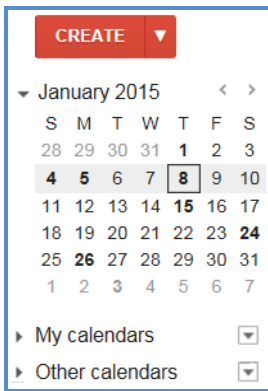 CREATE
January 2015
S M T W T F S
28 29 30 31 1 2 3
4 5 6 7 8 9 10
11 12 13 14 15 16 17
18 19 20 21 22 23 24
25 26 27 28 29 30 31
1 2 3 4 5 6 7
My calendars
Other calendars